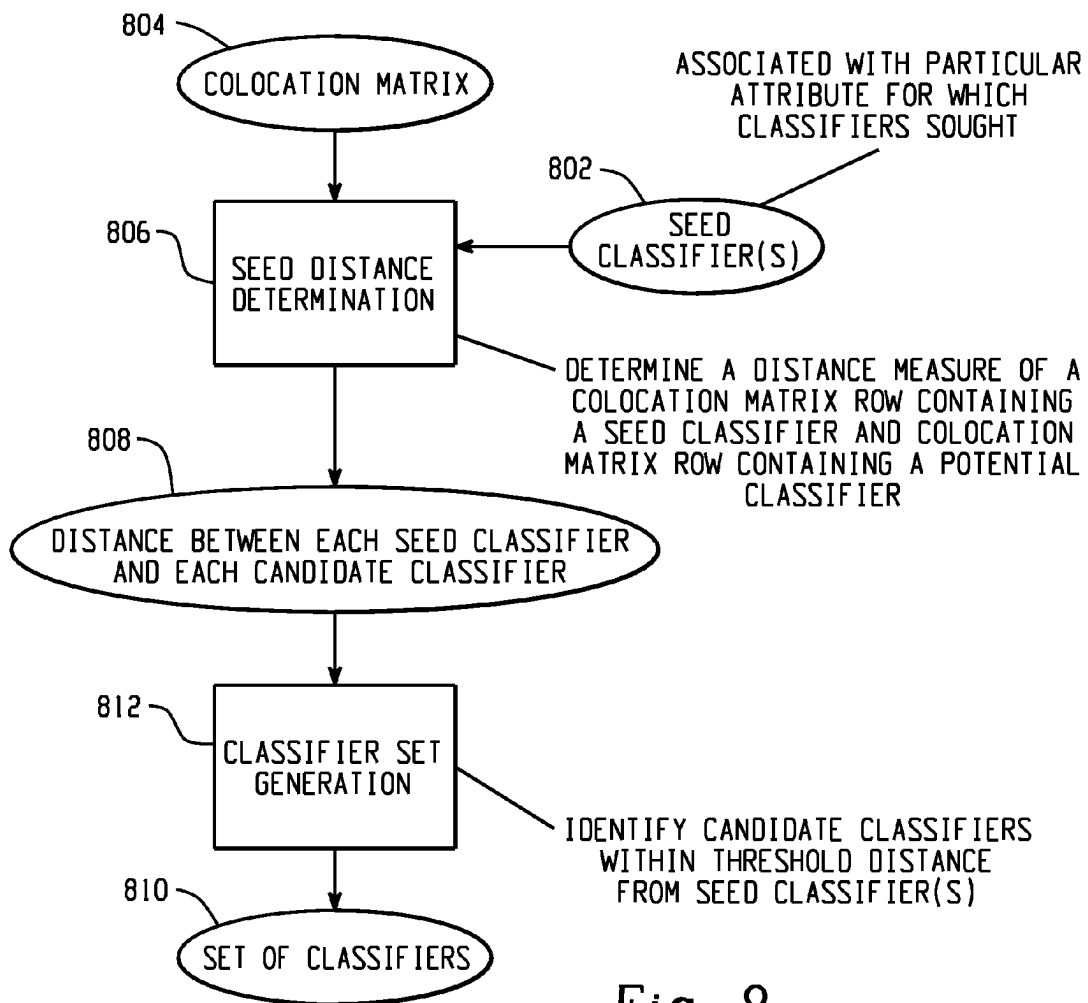 804
COLOCATION MATRIX
ASSOCIATED WITH PARTICULAR
ATTRIBUTE FOR WHICH
CLASSIFIERS SOUGHT
802
SEED
CLASSIFIER(S)
806
SEED DISTANCE
DETERMINATION
DETERMINE A DISTANCE MEASURE OF A
COLOCATION MATRIX ROW CONTAINING
A SEED CLASSIFIER AND COLOCATION
MATRIX ROW CONTAINING A POTENTIAL
CLASSIFIER
808
DISTANCE BETWEEN EACH SEED CLASSIFIER
AND EACH CANDIDATE CLASSIFIER
812
CLASSIFIER SET
GENERATION
IDENTIFY CANDIDATE CLASSIFIERS
WITHIN THRESHOLD DISTANCE
FROM SEED CLASSIFIER(S)
810
SET OF CLASSIFIERS
Fig.